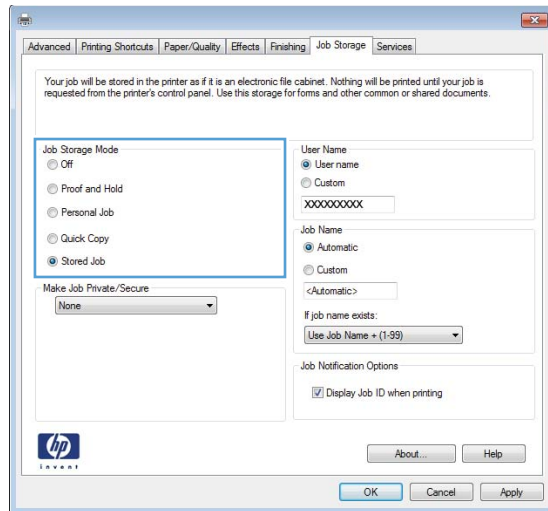 Advanced Printing Shortcuts Paper/Quality Effects Finishing Job Storage Services
Your job will be stored in the printer as if it is an electronic file cabinet. Nothing will be printed until your job is
requested from the printer's control panel. Use this storage for forms and other common or shared documents.
Job Storage Mode
Off
Proof and Hold
Personal Job
Quick Copy
Stored Job
Make Job Private/Secure
None
User Name
User name
Custom
XXXXXXXXX
Job Name
Automatic
Custom
<Automatic>
If job name exists:
Use Job Name + (1-99)
Job Notification Options
Display Job ID when printing
hp
invent
About... Help
OK Cancel Apply